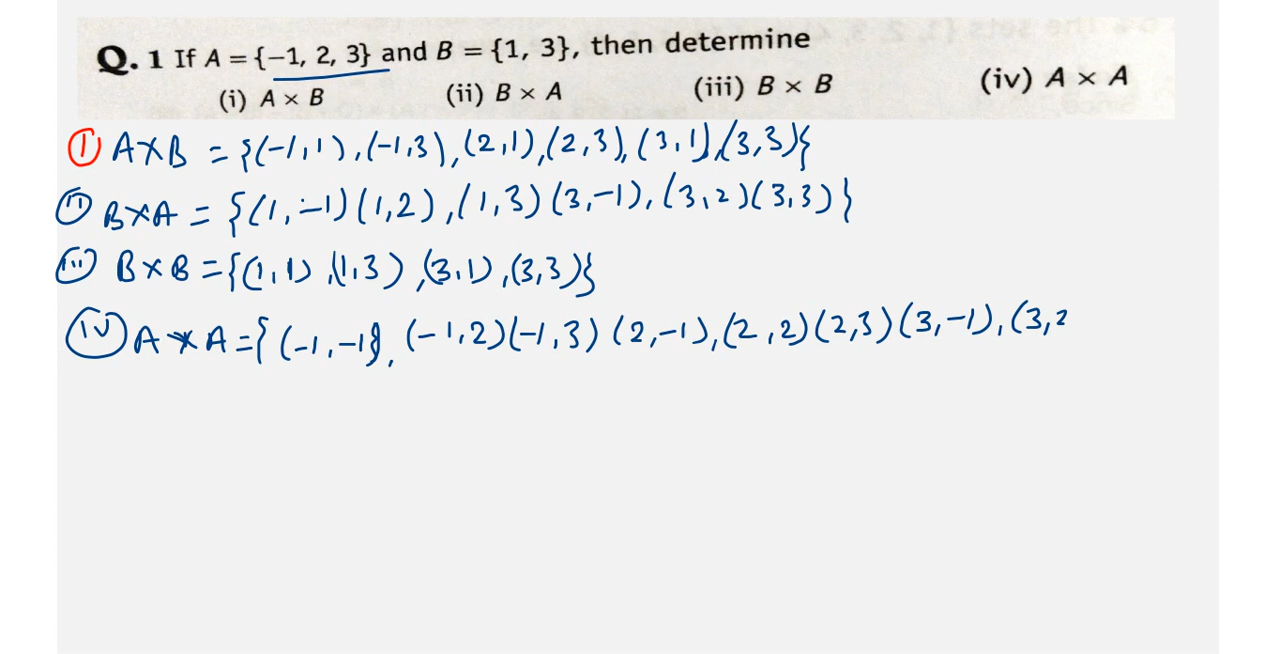 Q. 1 If A = {-1, 2, 3} and B = {1, 3}, then determine
(i) A × B (ii) B × A (iii) B × B (iv) A × A
(i) A×B = {(-1,1),(-1,3),(2,1),(2,3),(3,1),(3,3)}
(ii) B×A = {(1,-1)(1,2),(1,3)(3,-1),(3,2)(3,3)}
(iii) B×B = {(1,1),(1,3),(3,1),(3,3)}
(iv) A×A = {(-1,-1),(-1,2)(-1,3)(2,-1),(2,2)(2,3)(3,-1),(3,2